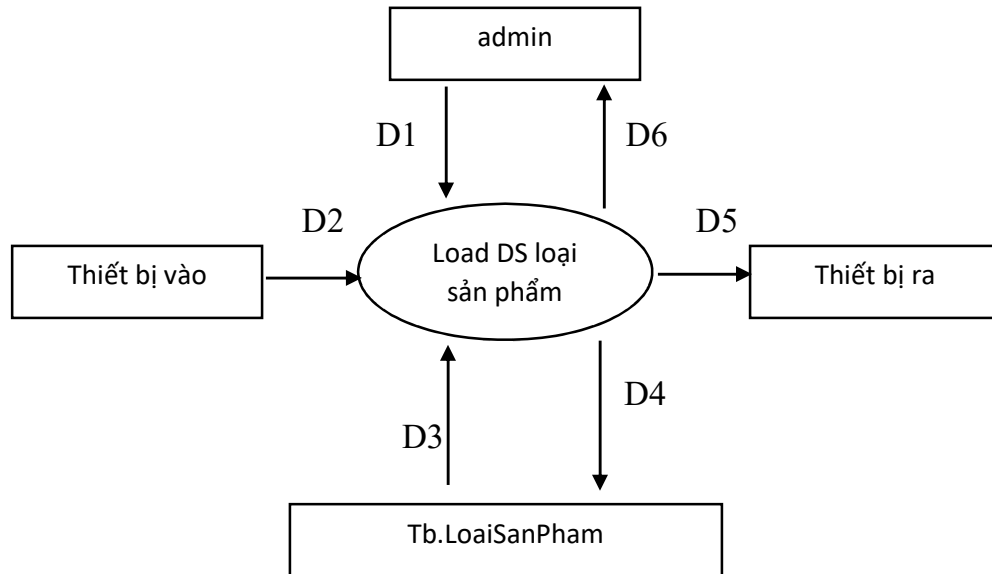 admin
D1
D6
D2
D5
Thiết bị vào
Load DS loại
sản phẩm
Thiết bị ra
D4
D3
Tb.LoaiSanPham